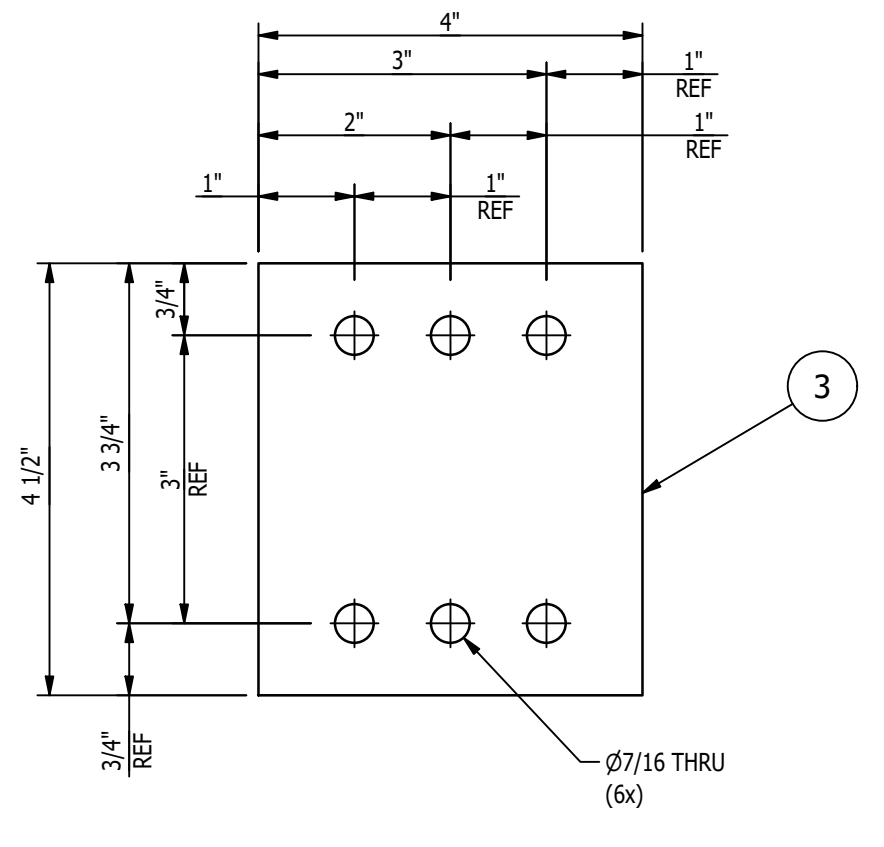 4"
3"
1"
REF
2"
1"
REF
1"
1"
REF
3/4"
3
4 1/2"
3 3/4"
3"
REF
3/4"
REF
Ø7/16 THRU
(6x)